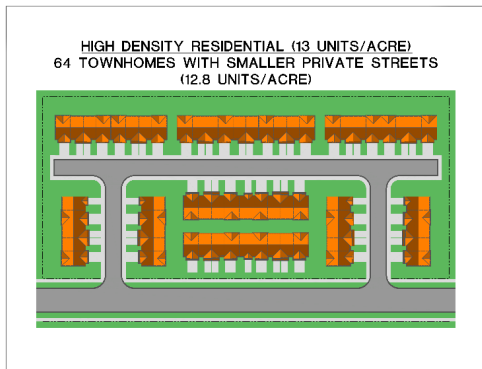 HIGH DENSITY RESIDENTIAL (13 UNITS/ACRE)
64 TOWNHOMES WITH SMALLER PRIVATE STREETS
(12.8 UNITS/ACRE)